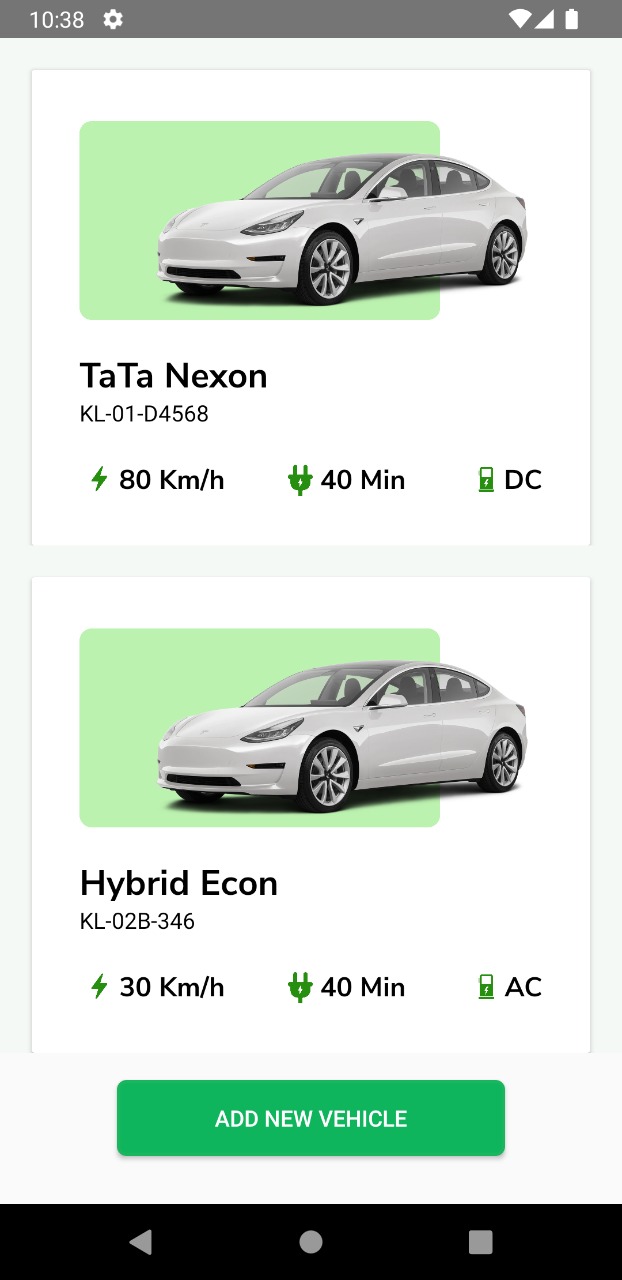 10:38
TaTa Nexon
KL-01-D4568
80 Km/h 40 Min DC
Hybrid Econ
KL-02B-346
30 Km/h 40 Min AC
ADD NEW VEHICLE